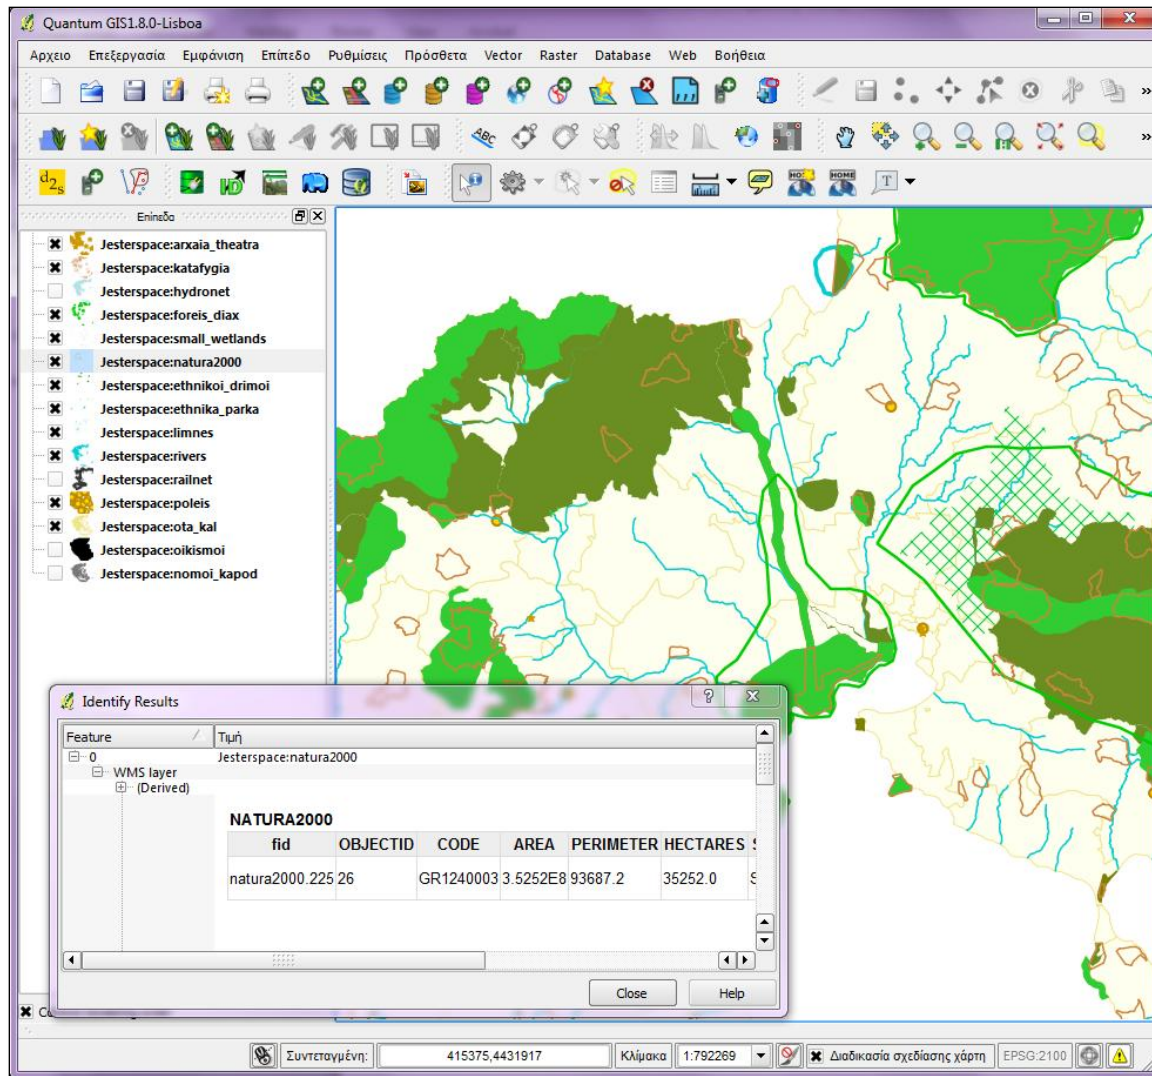 Quantum GIS1.8.0-Lisboa
Αρχειο Επεξεργασία Εμφάνιση Επίπεδο Ρυθμίσεις Πρόσθετα Vector Raster Database Web Βοήθεια
ABC
d2s
HOME
T
Επίπεδα
Jesterspace:arxaia_theatra
Jesterspace:katafygia
Jesterspace:hydronet
Jesterspace:foreis_diax
Jesterspace:small_wetlands
Jesterspace:natura2000
Jesterspace:ethnikoi_drimoi
Jesterspace:ethnika_parka
Jesterspace:limnes
Jesterspace:rivers
Jesterspace:railnet
Jesterspace:poleis
Jesterspace:ota_kal
Jesterspace:oikismoi
Jesterspace:nomoi_kapod
Identify Results
Feature Τιμή
0 Jesterspace:natura2000
WMS layer
(Derived)
NATURA2000
fid OBJECTID CODE AREA PERIMETER HECTARES
natura2000.225 26 GR1240003 3.5252E8 93687.2 35252.0
Close Help
Συντεταγμένη: 415375,4431917 Κλίμακα 1:792269 Διαδικασία σχεδίασης χάρτη EPSG:2100